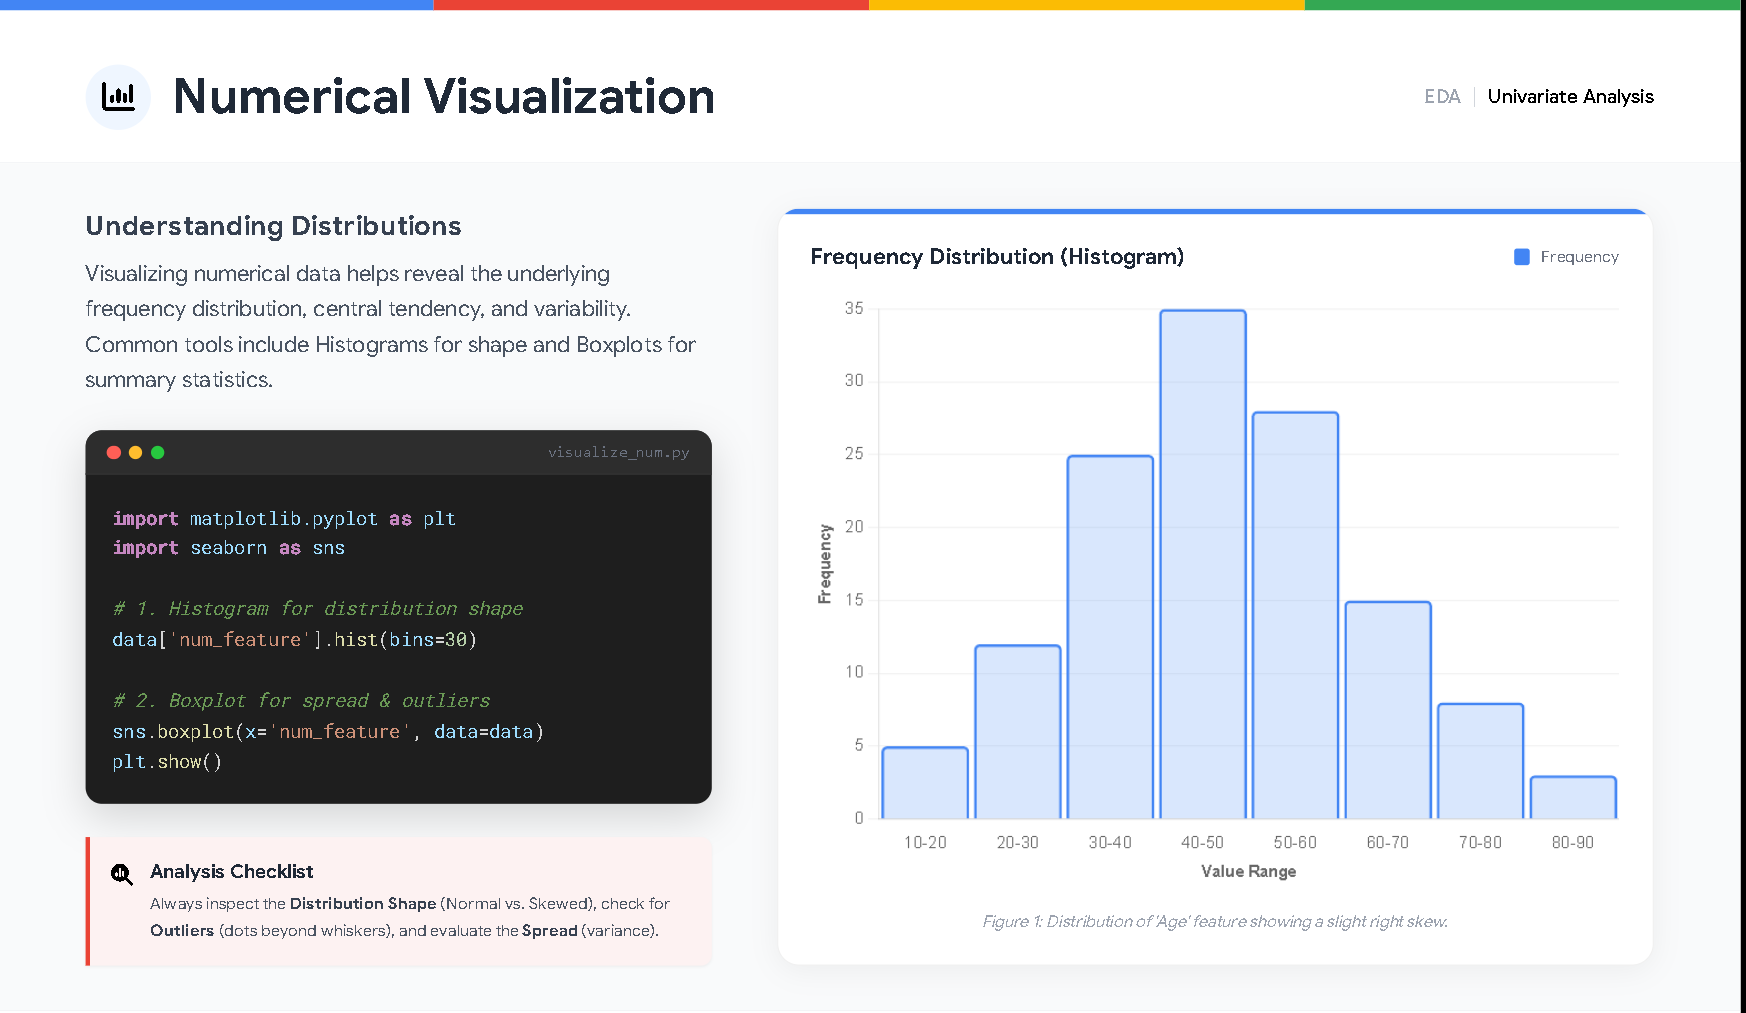 Numerical Visualization
EDA
Univariate Analysis
Understanding Distributions
Visualizing numerical data helps reveal the underlying
frequency distribution, central tendency, and variability.
Common tools include Histograms for shape and Boxplots for
summary statistics.
visualize_num.py
import matplotlib.pyplot as plt
import seaborn as sns
# 1. Histogram for distribution shape
data['num_feature'].hist(bins=30)
# 2. Boxplot for spread & outliers
sns.boxplot(x='num_feature', data=data)
plt.show()
Analysis Checklist
Always inspect the Distribution Shape (Normal vs. Skewed), check for
Outliers (dots beyond whiskers), and evaluate the Spread (variance).
Frequency Distribution (Histogram)
Frequency
35
30
25
20
15
10
5
0
Frequency
10-20 20-30 30-40 40-50 50-60 60-70 70-80 80-90
Value Range
Figure 1: Distribution of 'Age' feature showing a slight right skew.